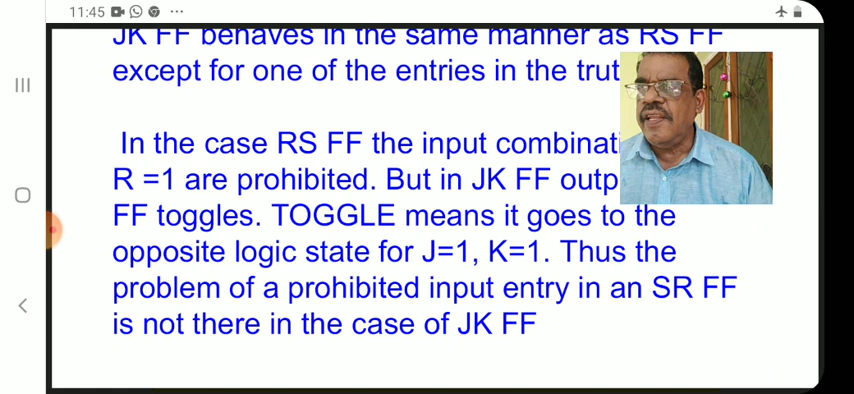 11:45
JK FF behaves in the same manner as RS FF
except for one of the entries in the
In the case RS FF the input
R =1 are prohibited. But in JK FF
FF toggles. TOGGLE means it goes to the
opposite logic state for J=1, K=1. Thus the
problem of a prohibited input entry in an SR FF
is not there in the case of JK FF